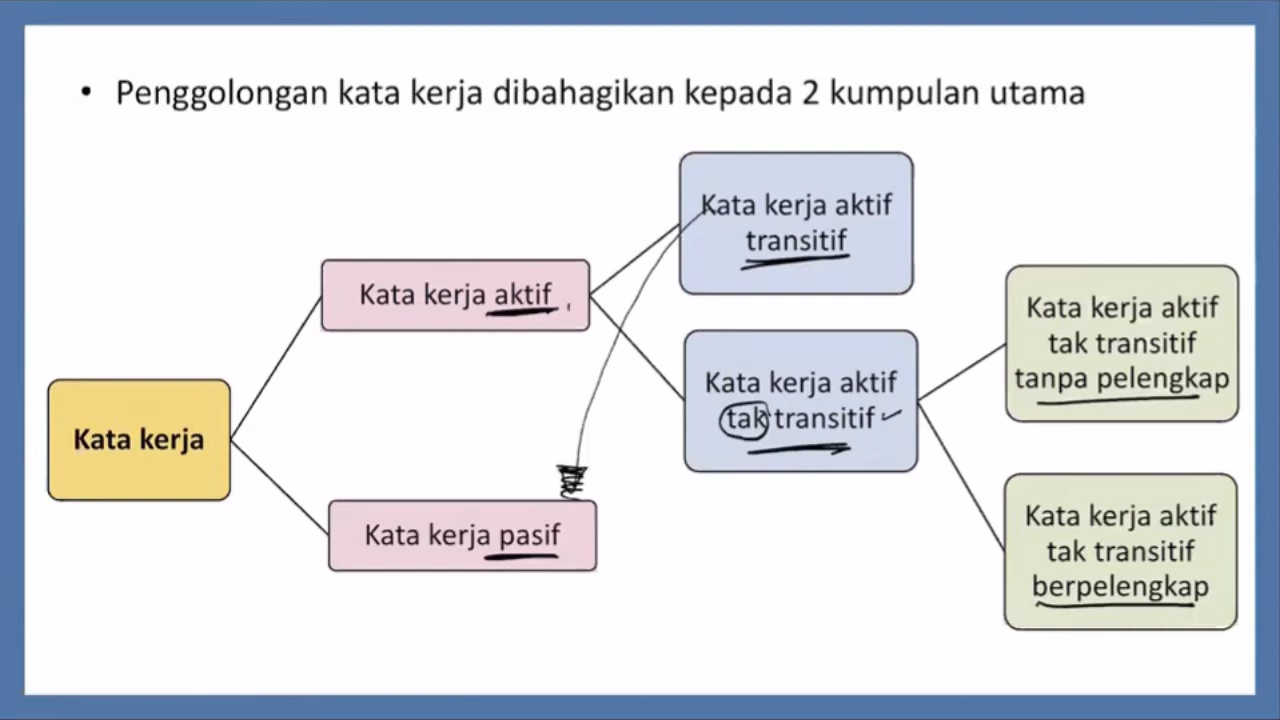 • Penggolongan kata kerja dibahagikan kepada 2 kumpulan utama
Kata kerja
Kata kerja aktif
Kata kerja pasif
Kata kerja aktif
transitif
Kata kerja aktif
tak transitif
Kata kerja aktif
tak transitif
tanpa pelengkap
Kata kerja aktif
tak transitif
berpelengkap